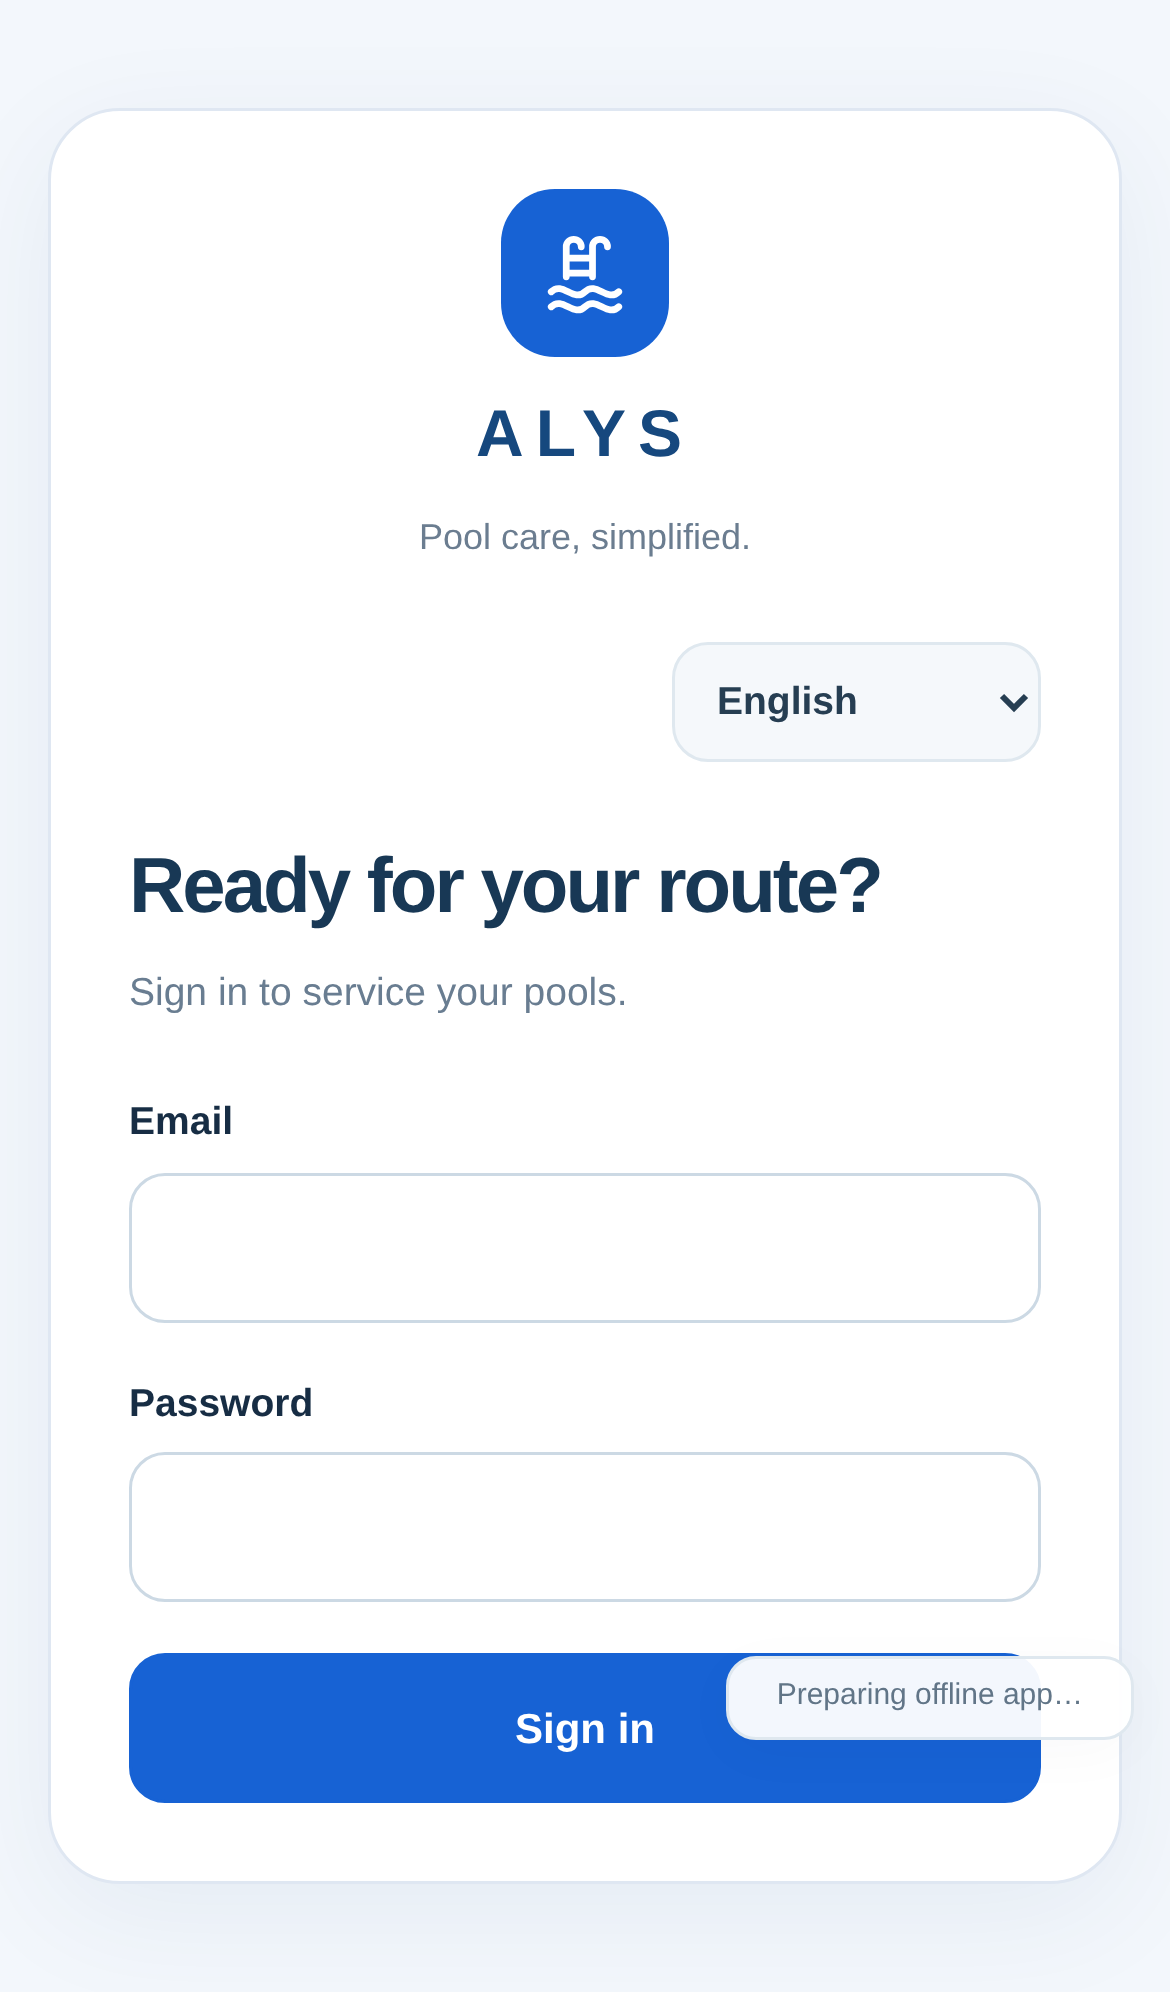 ALYS
Pool care, simplified.
English
Ready for your route?
Sign in to service your pools.
Email
Password
Sign in
Preparing offline app…